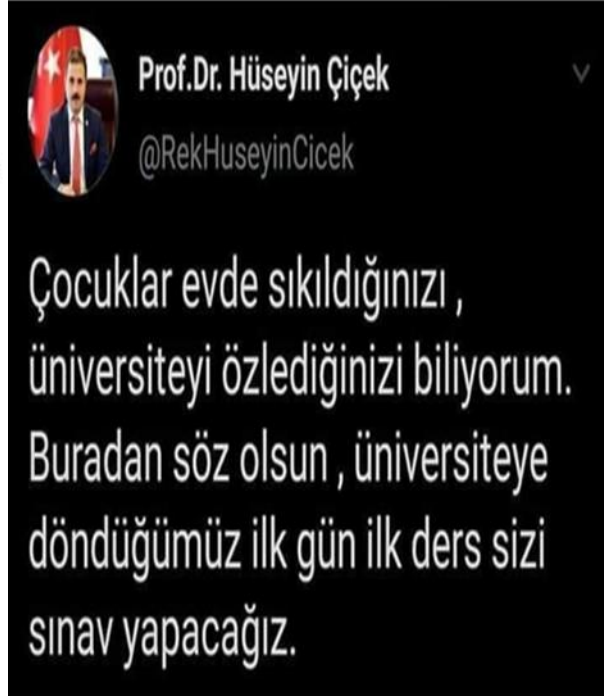 Prof.Dr. Hüseyin Çiçek
@RekHuseyinCicek
Çocuklar evde sıkıldığınızı ,
üniversiteyi özlediğinizi biliyorum.
Buradan söz olsun , üniversiteye
döndüğümüz ilk gün ilk ders sizi
sınav yapacağız.